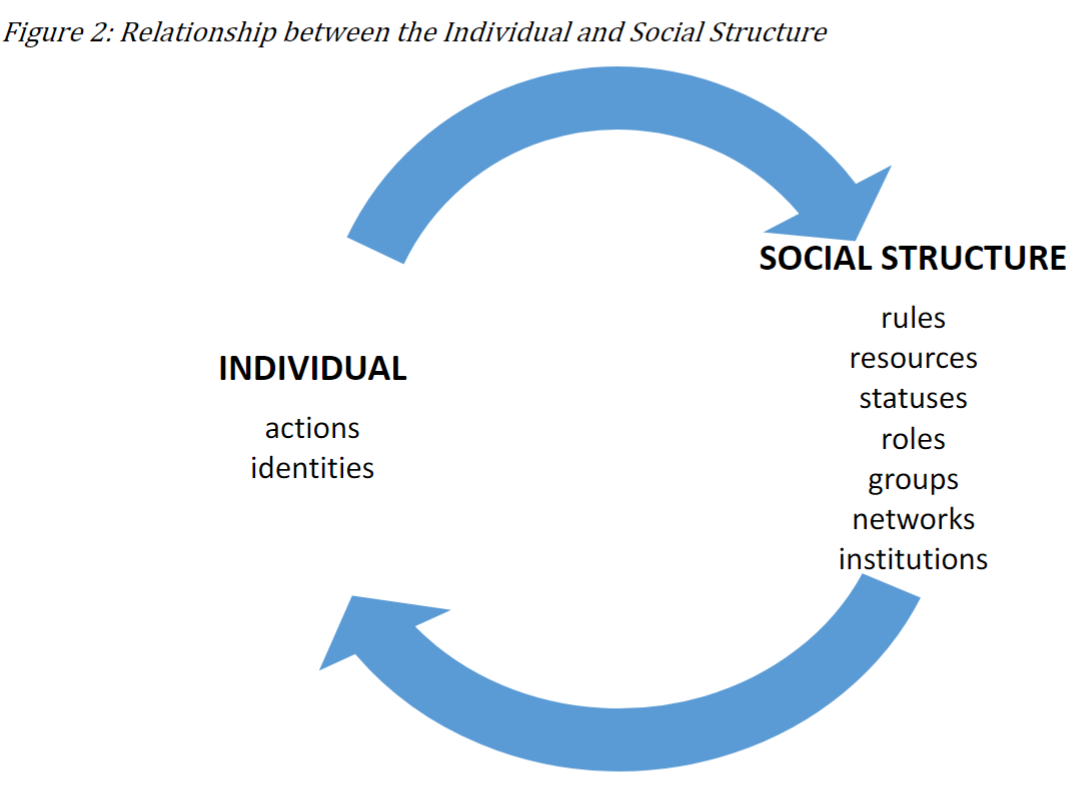 Figure 2: Relationship between the Individual and Social Structure
INDIVIDUAL
actions
identities
SOCIAL STRUCTURE
rules
resources
statuses
roles
groups
networks
institutions